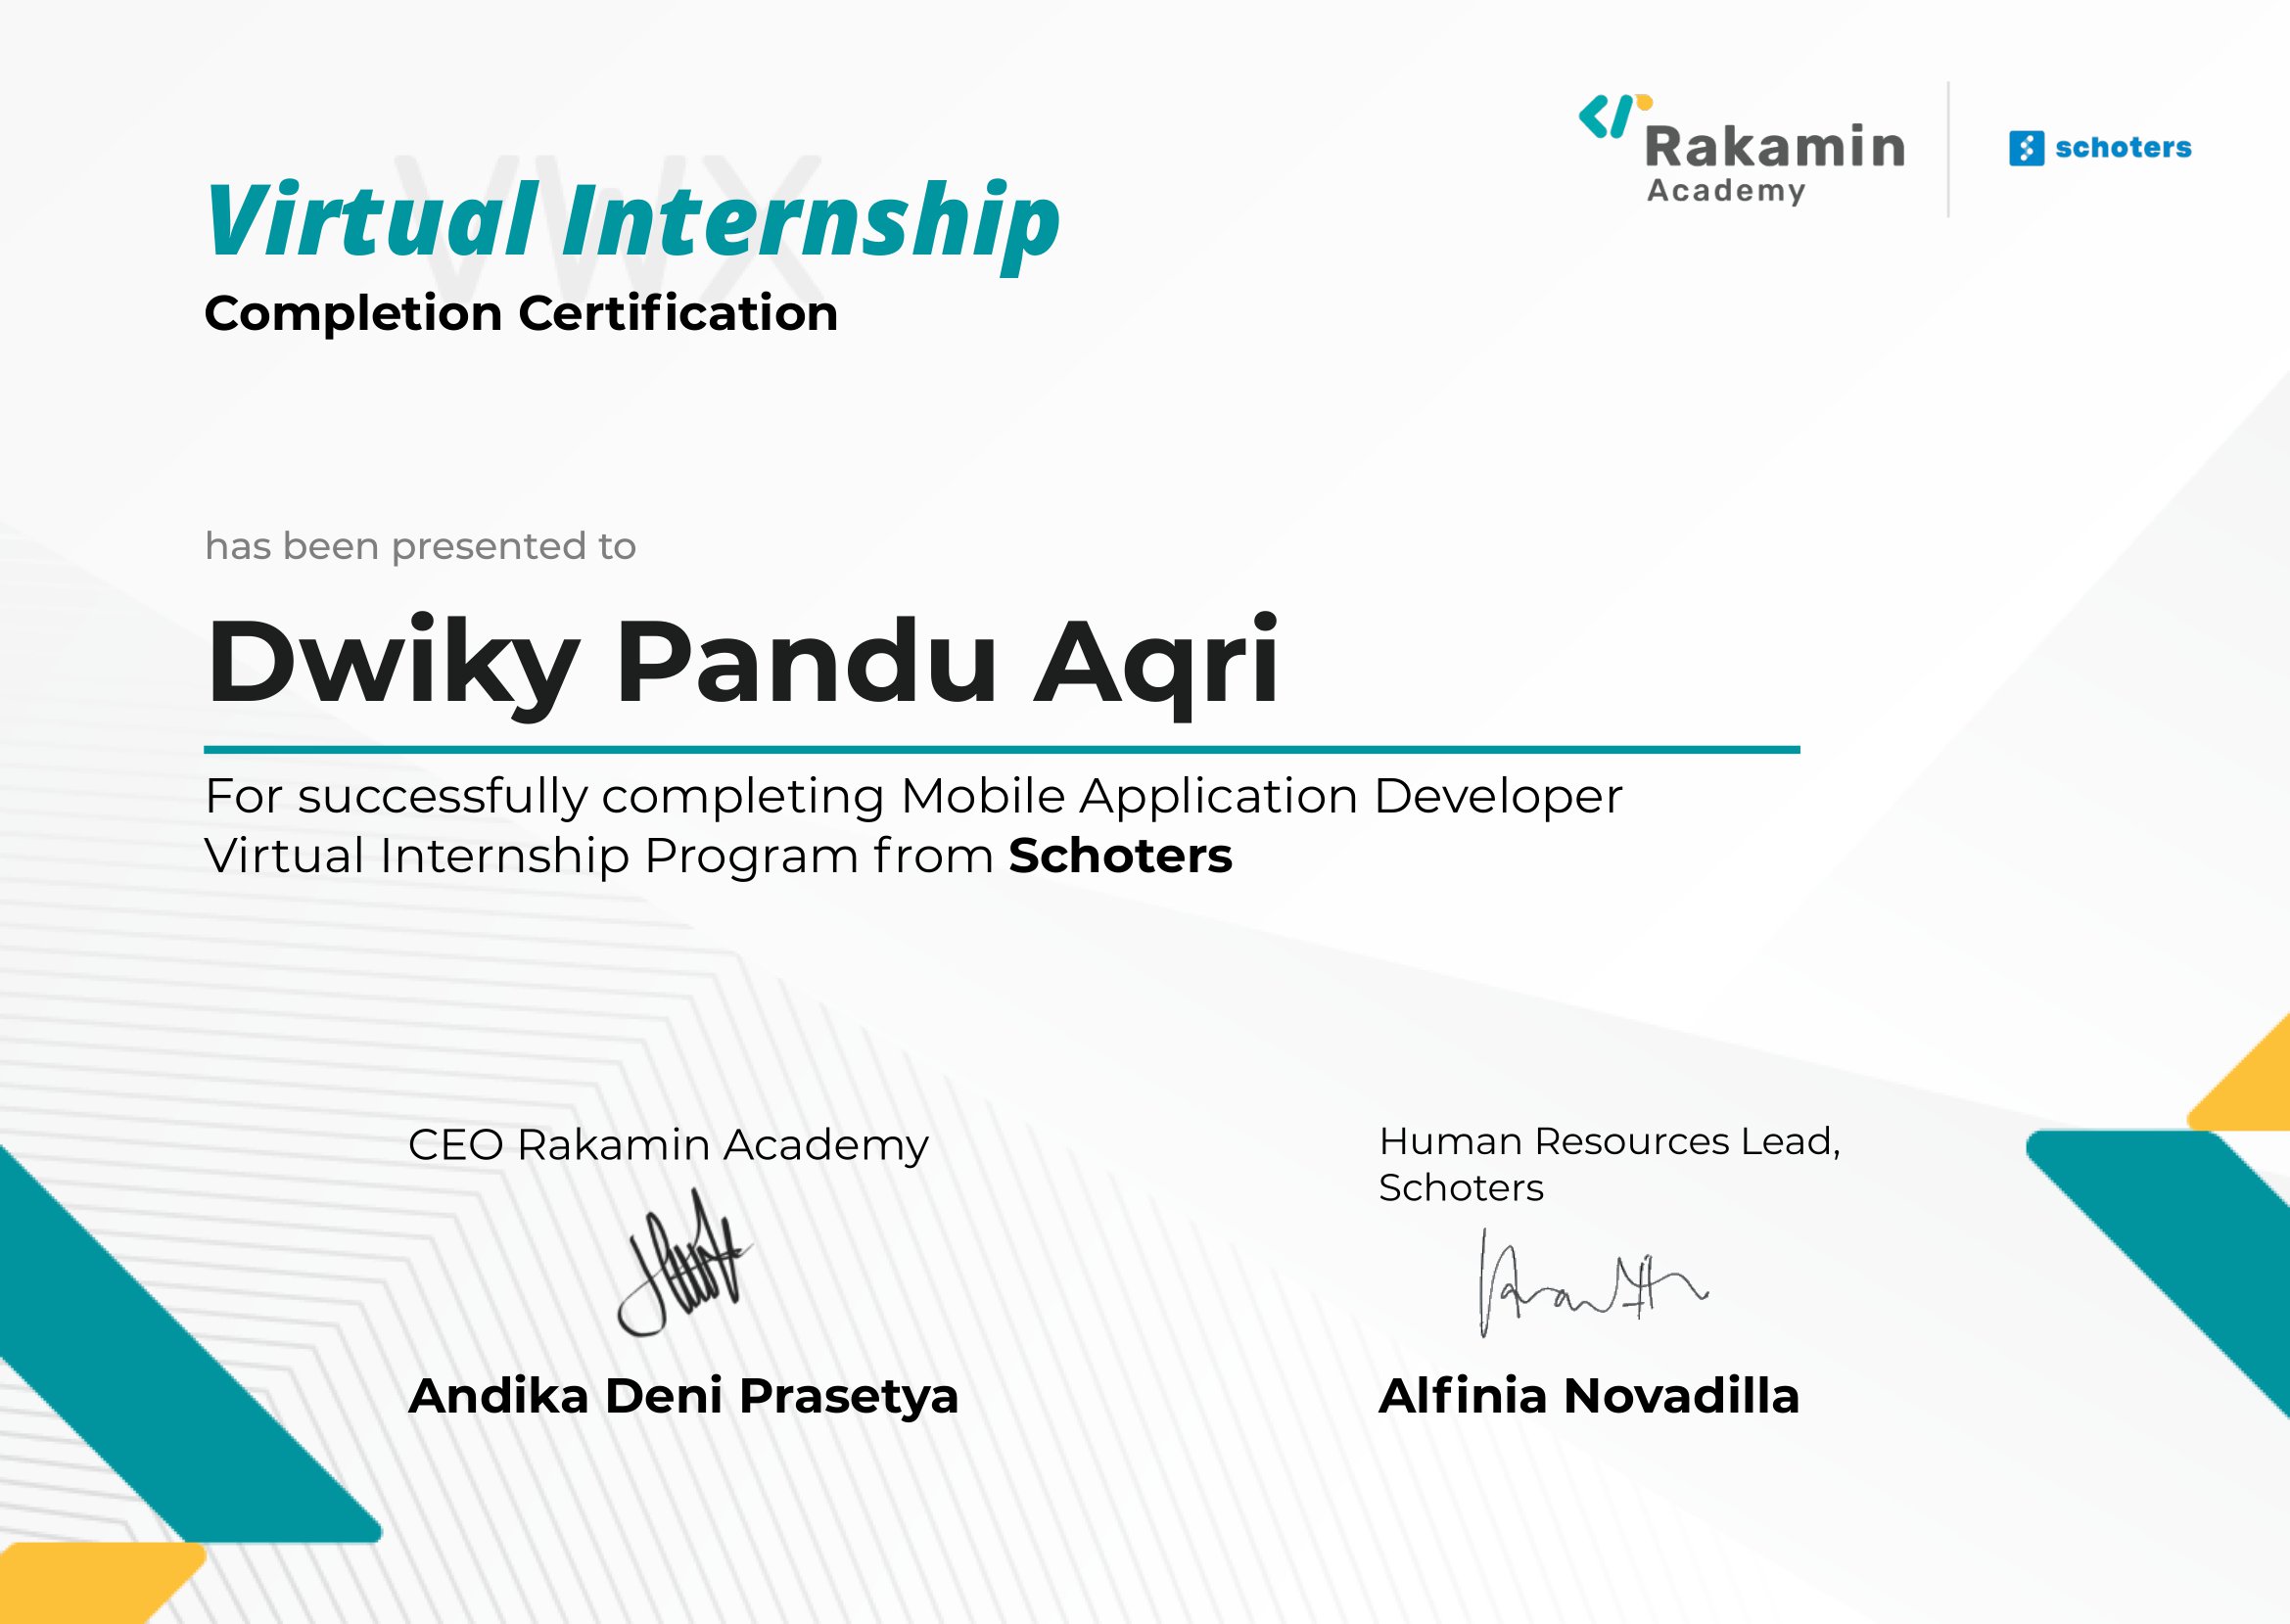 Rakamin
Academy
schoters
VWX
Virtual Internship
Completion Certification
has been presented to
Dwiky Pandu Aqri
For successfully completing Mobile Application Developer
Virtual Internship Program from Schoters
CEO Rakamin Academy
Andika Deni Prasetya
Human Resources Lead,
Schoters
Alfinia Novadilla